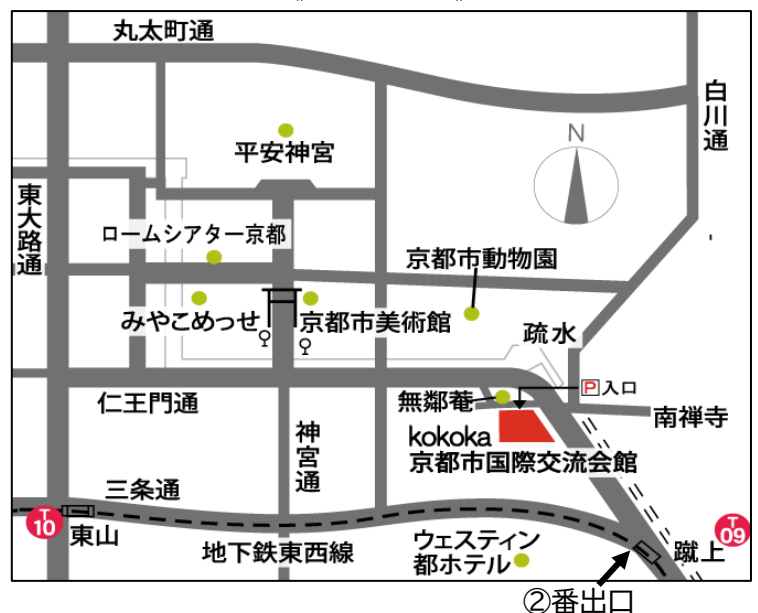 丸太町通
白川通
平安神宮
N
東大路通
ロームシアター京都
京都市動物園
みやこめっせ
京都市美術館
疏水
P入口
仁王門通
無鄰菴
南禅寺
神宮通
kokoka
京都市国際交流会館
三条通
T
10
東山
地下鉄東西線
ウェスティン
都ホテル
蹴上
T
09
②番出口